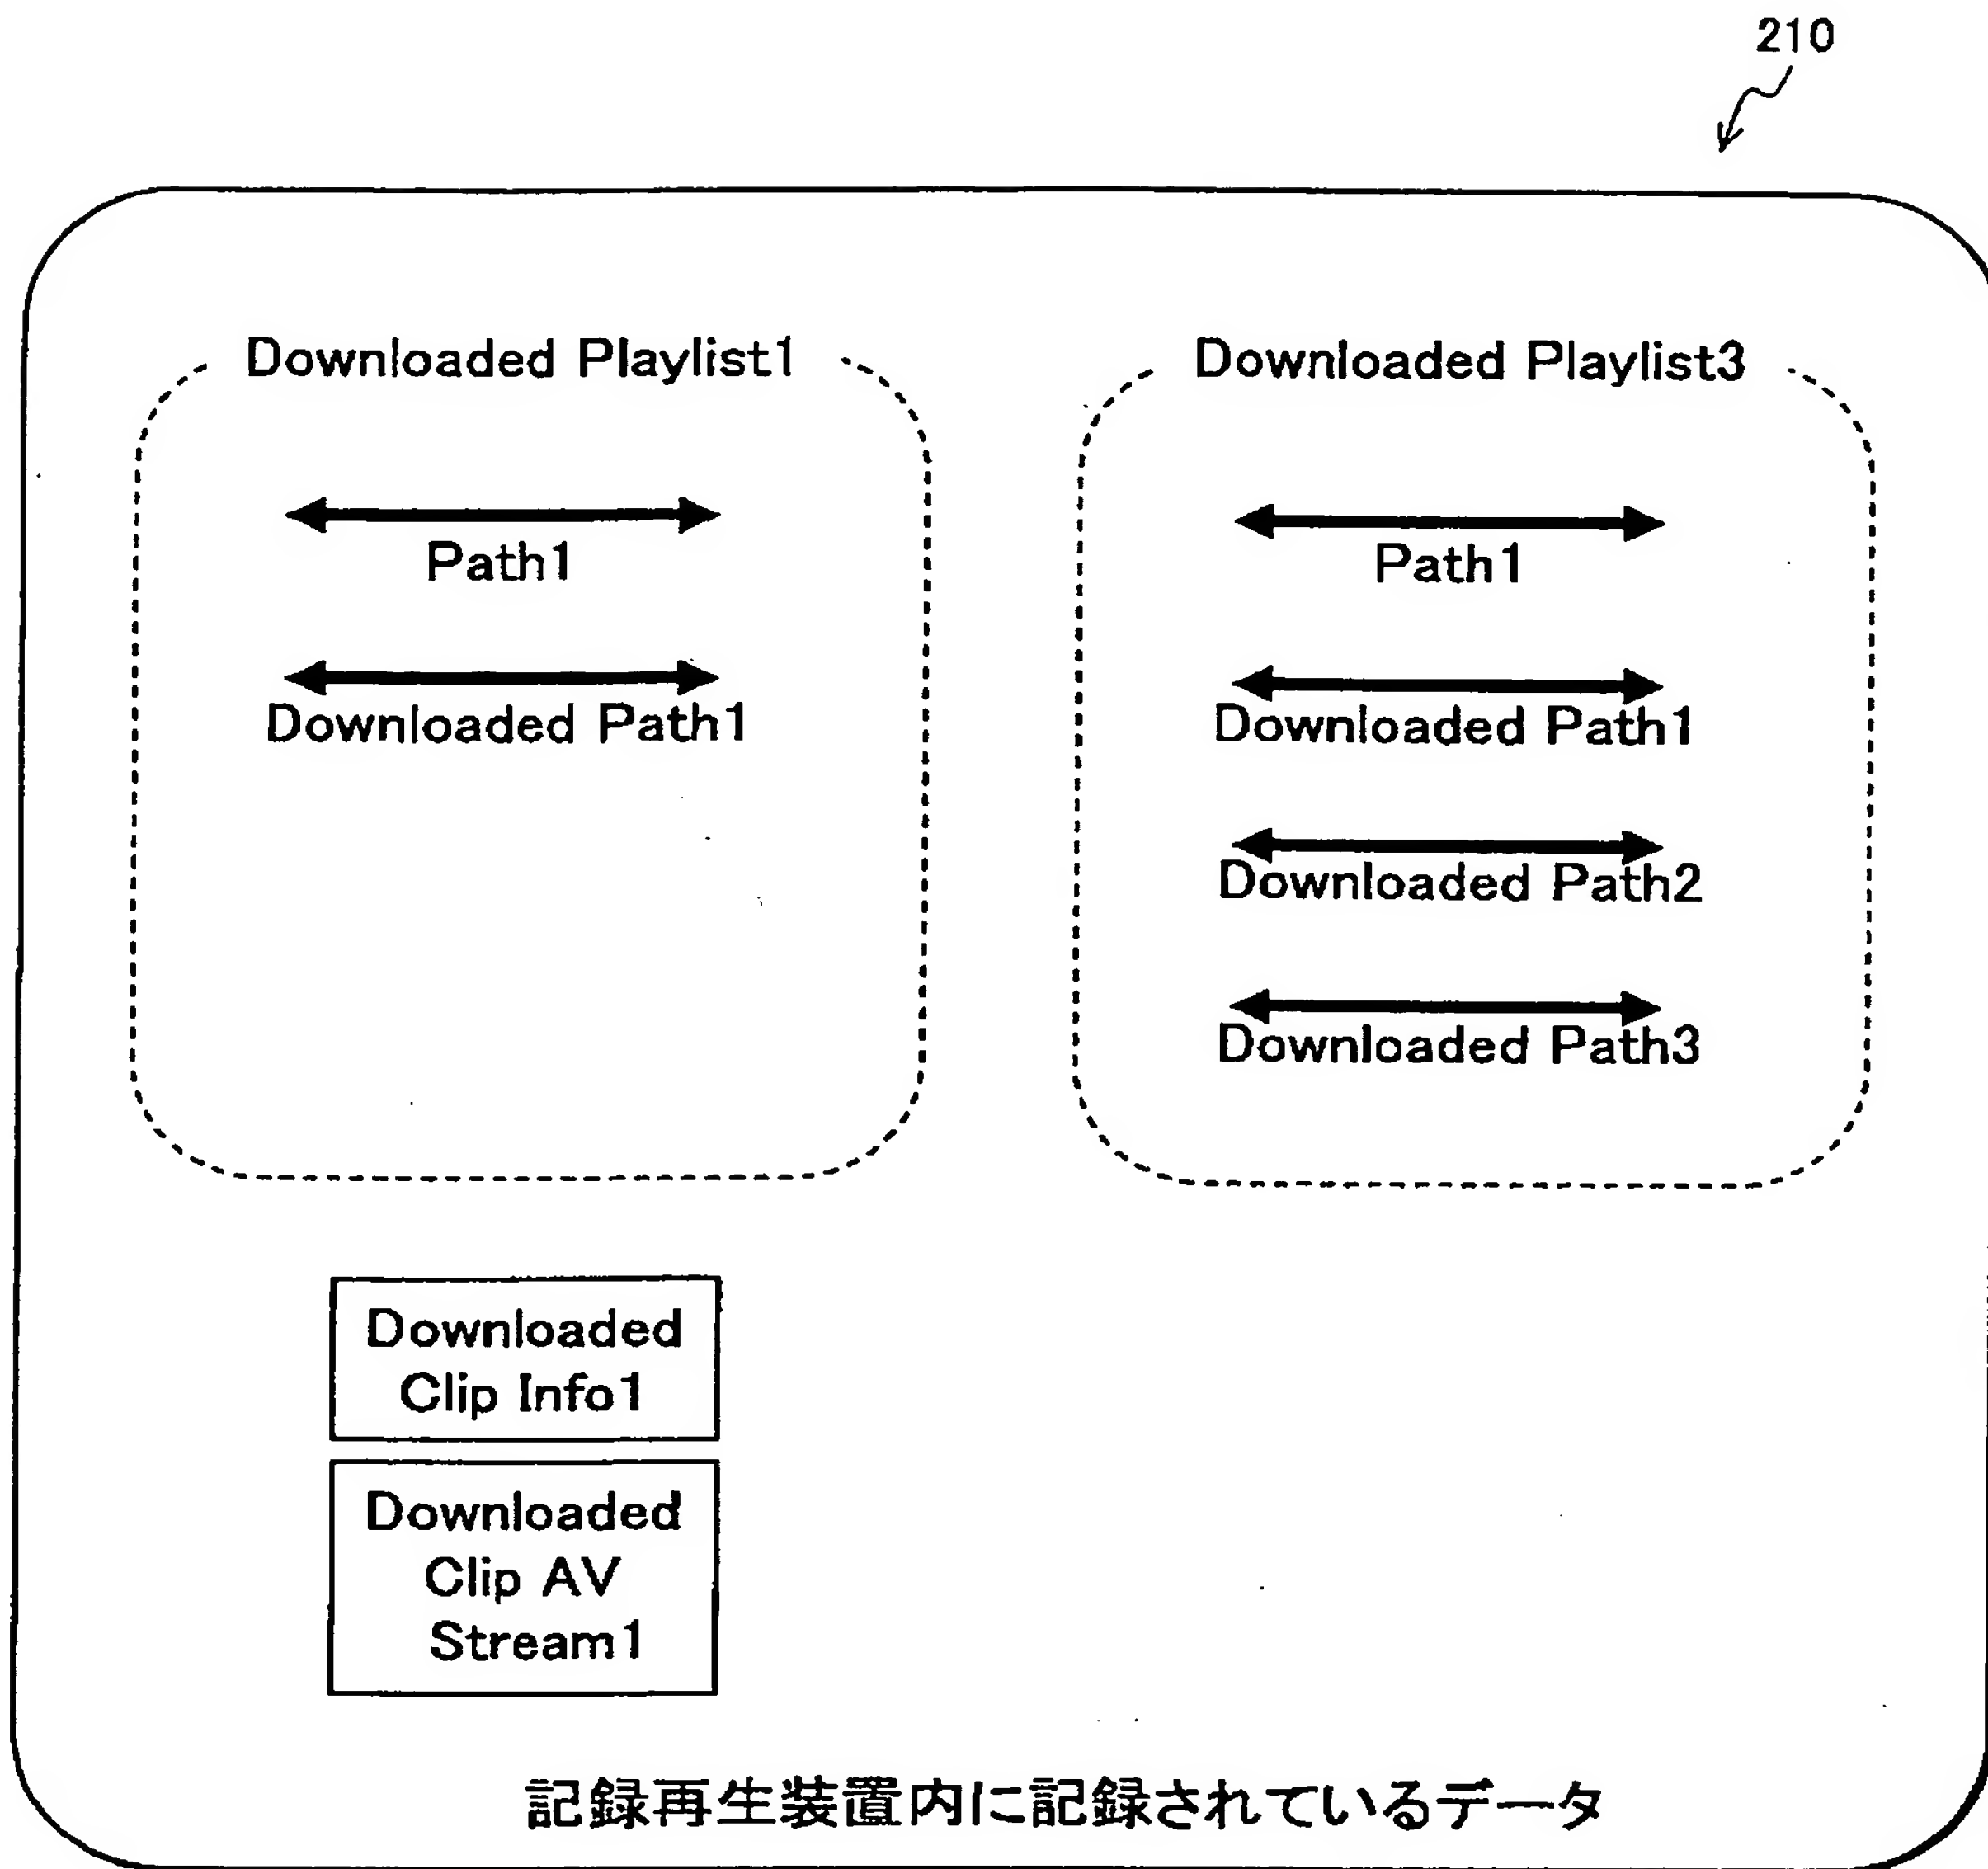 210
Downloaded Playlist1
Path1
Downloaded Path1
Downloaded Playlist3
Path1
Downloaded Path1
Downloaded Path2
Downloaded Path3
Downloaded
Clip Info1
Downloaded
Clip AV
Stream1
記録再生装置内に記録されているデータ